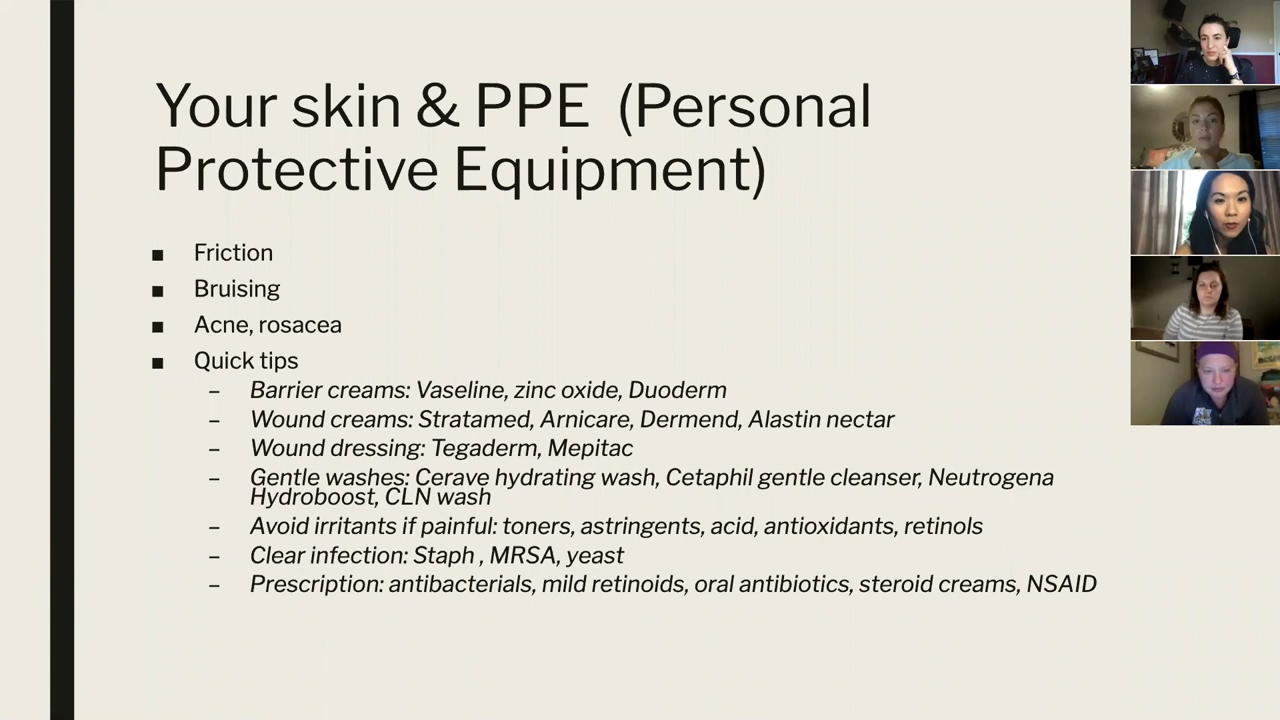 Your skin & PPE (Personal
Protective Equipment)
■ Friction
■ Bruising
■ Acne, rosacea
■ Quick tips
– Barrier creams: Vaseline, zinc oxide, Duoderm
– Wound creams: Stratamed, Arnicare, Dermend, Alastin nectar
– Wound dressing: Tegaderm, Mepitac
– Gentle washes: Cerave hydrating wash, Cetaphil gentle cleanser, Neutrogena
Hydroboost, CLN wash
– Avoid irritants if painful: toners, astringents, acid, antioxidants, retinols
– Clear infection: Staph , MRSA, yeast
– Prescription: antibacterials, mild retinoids, oral antibiotics, steroid creams, NSAID